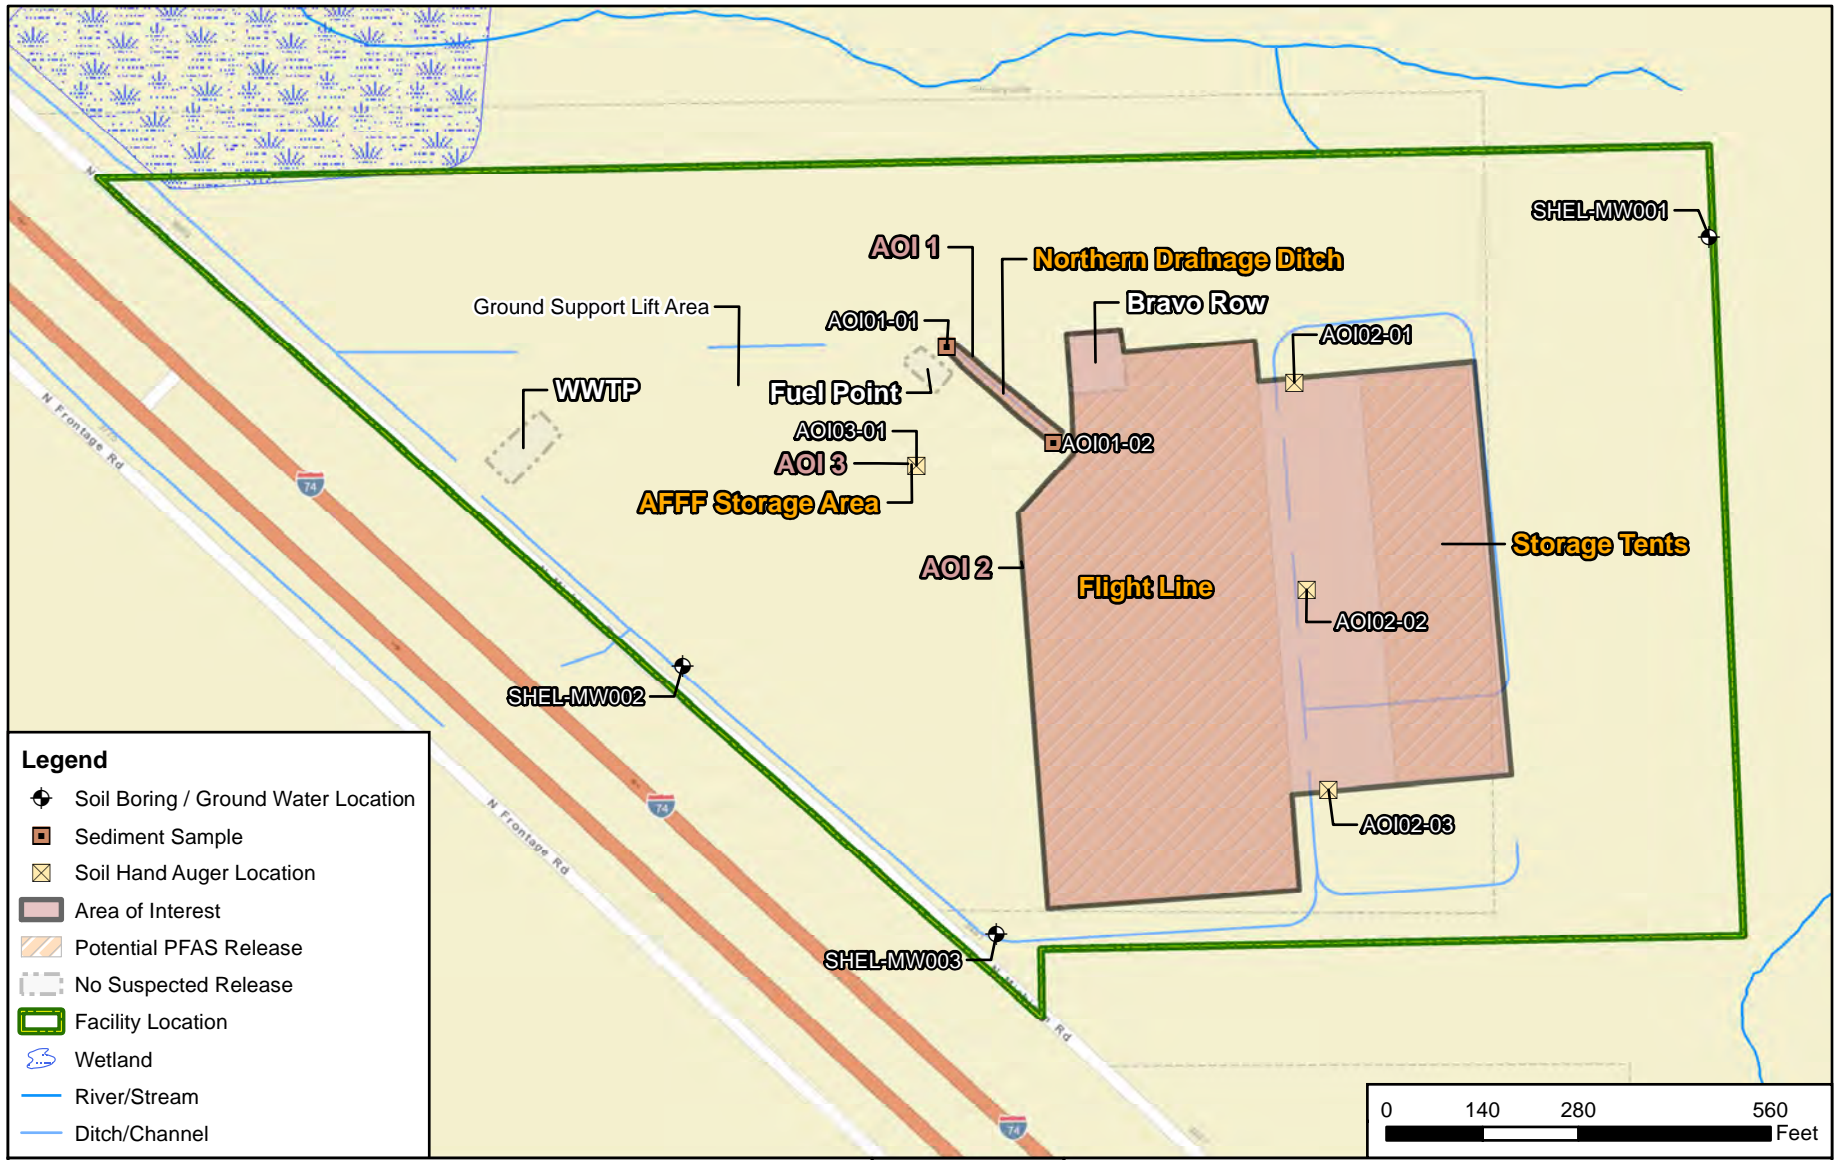 SHEL-MW001
AOI 1
Northern Drainage Ditch
Bravo Row
Ground Support Lift Area
AOI01-01
AOI02-01
WWTP
Fuel Point
AOI03-01
AOI01-02
AOI 3
AFFF Storage Area
N Frontage Rd
74
Storage Tents
AOI 2
Flight Line
AOI02-02
SHEL-MW002
74
AOI02-03
N Frontage Rd
SHEL-MW003
Rd
74
Legend
Soil Boring / Ground Water Location
Sediment Sample
Soil Hand Auger Location
Area of Interest
Potential PFAS Release
No Suspected Release
Facility Location
Wetland
River/Stream
Ditch/Channel
0 140 280 560
Feet